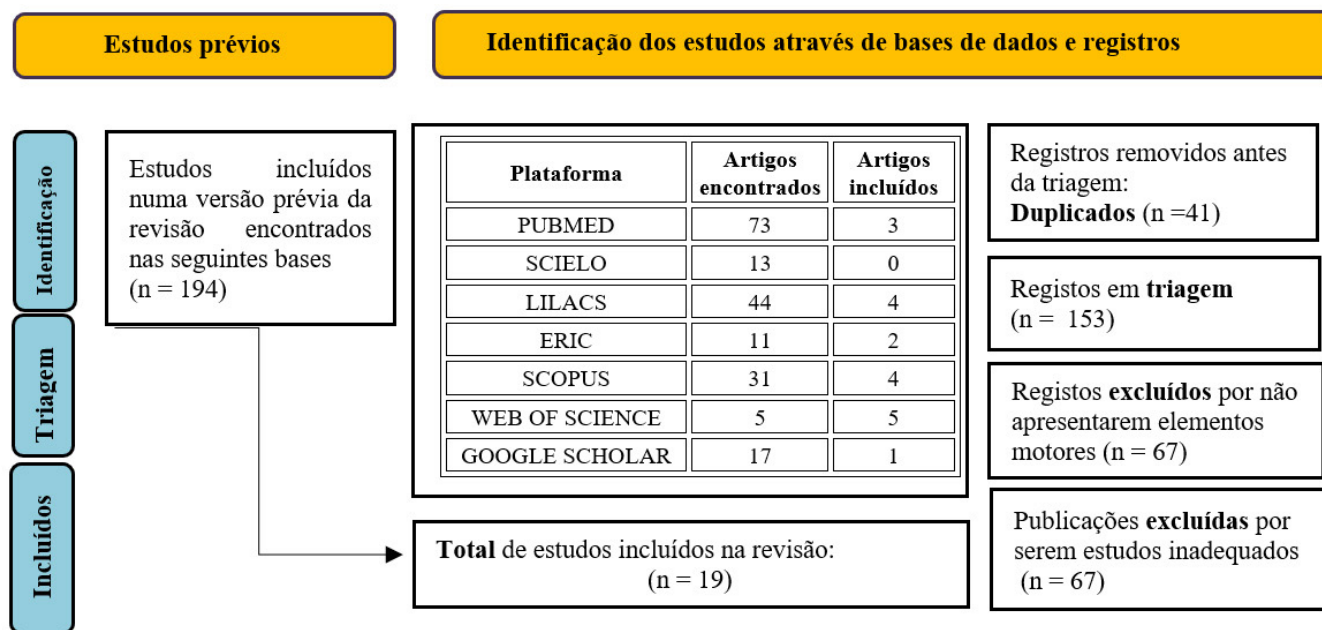 Estudos prévios
Identificação dos estudos através de bases de dados e registros
Identificação
Triagem
Incluídos
Estudos incluídos
numa versão prévia da
revisão encontrados
nas seguintes bases
(n = 194)
Plataforma Artigos encontrados Artigos incluídos
PUBMED 73 3
SCIELO 13 0
LILACS 44 4
ERIC 11 2
SCOPUS 31 4
WEB OF SCIENCE 5 5
GOOGLE SCHOLAR 17 1
Total de estudos incluídos na revisão:
(n = 19)
Registros removidos antes
da triagem:
Duplicados (n =41)
Registos em triagem
(n = 153)
Registos excluídos por não
apresentarem elementos
motores (n = 67)
Publicações excluídas por
serem estudos inadequados
(n = 67)